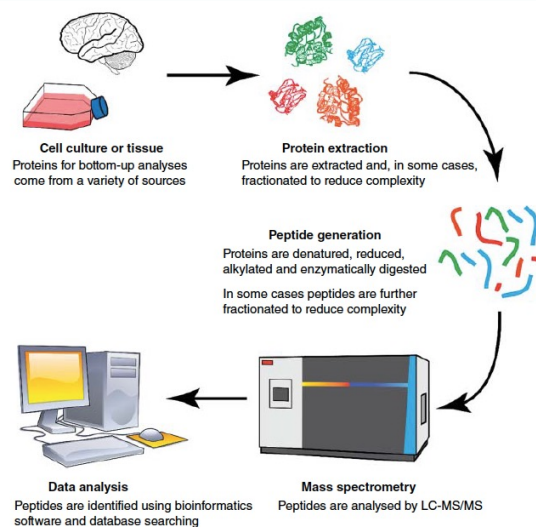 Cell culture or tissue
Proteins for bottom-up analyses
come from a variety of sources
Protein extraction
Proteins are extracted and, in some cases,
fractionated to reduce complexity
Peptide generation
Proteins are denatured, reduced,
alkylated and enzymatically digested
In some cases peptides are further
fractionated to reduce complexity
Mass spectrometry
Peptides are analysed by LC-MS/MS
Data analysis
Peptides are identified using bioinformatics
software and database searching